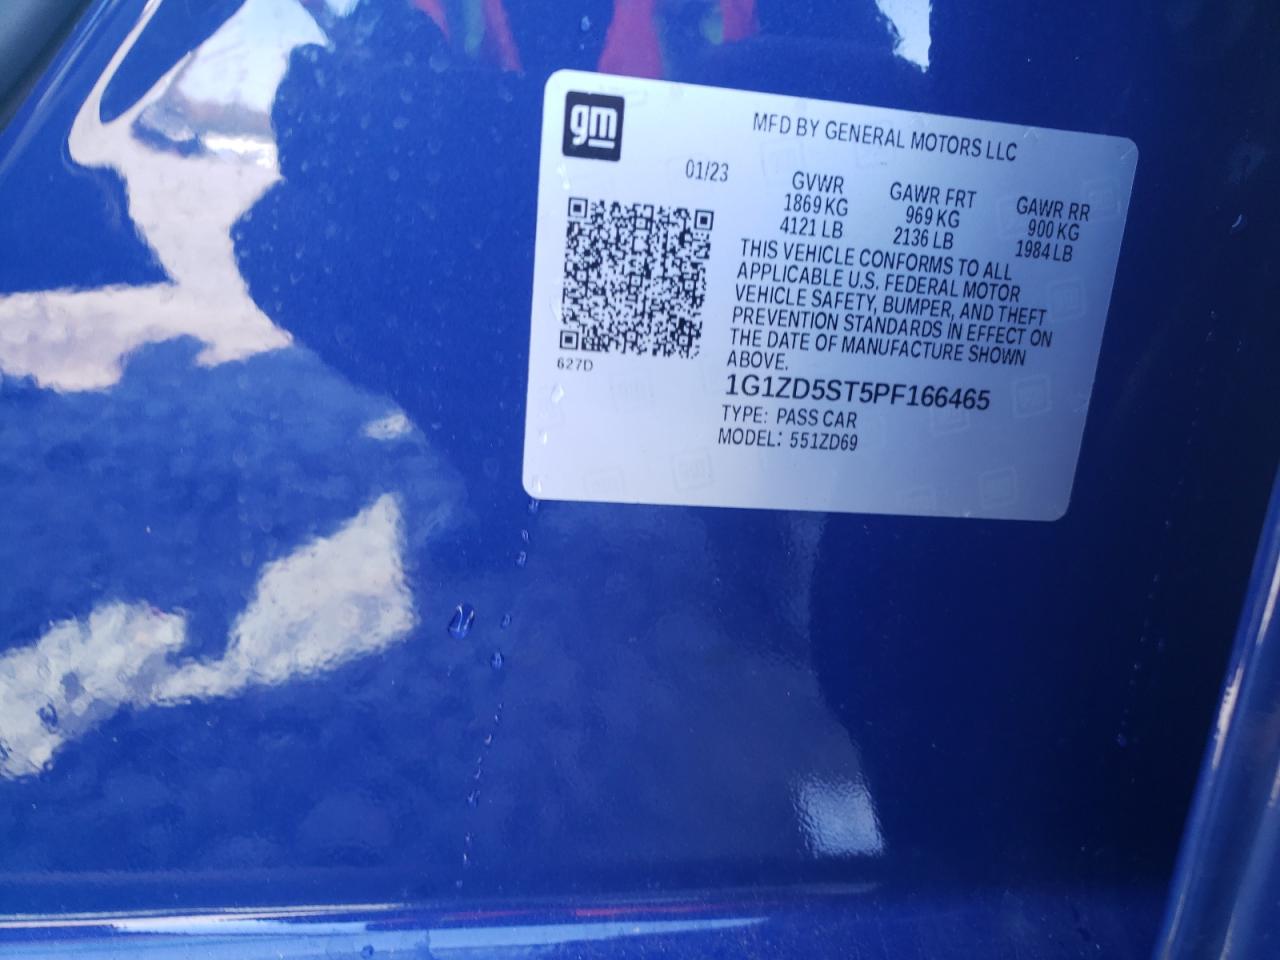 gm
MFD BY GENERAL MOTORS LLC
01/23
GVWR
1869 KG
4121 LB
GAWR FRT
969 KG
2136 LB
GAWR RR
900 KG
1984 LB
THIS VEHICLE CONFORMS TO ALL
APPLICABLE U.S. FEDERAL MOTOR
VEHICLE SAFETY, BUMPER, AND THEFT
PREVENTION STANDARDS IN EFFECT ON
THE DATE OF MANUFACTURE SHOWN
ABOVE.
627D
1G1ZD5ST5PF166465
TYPE: PASS CAR
MODEL: 551ZD69